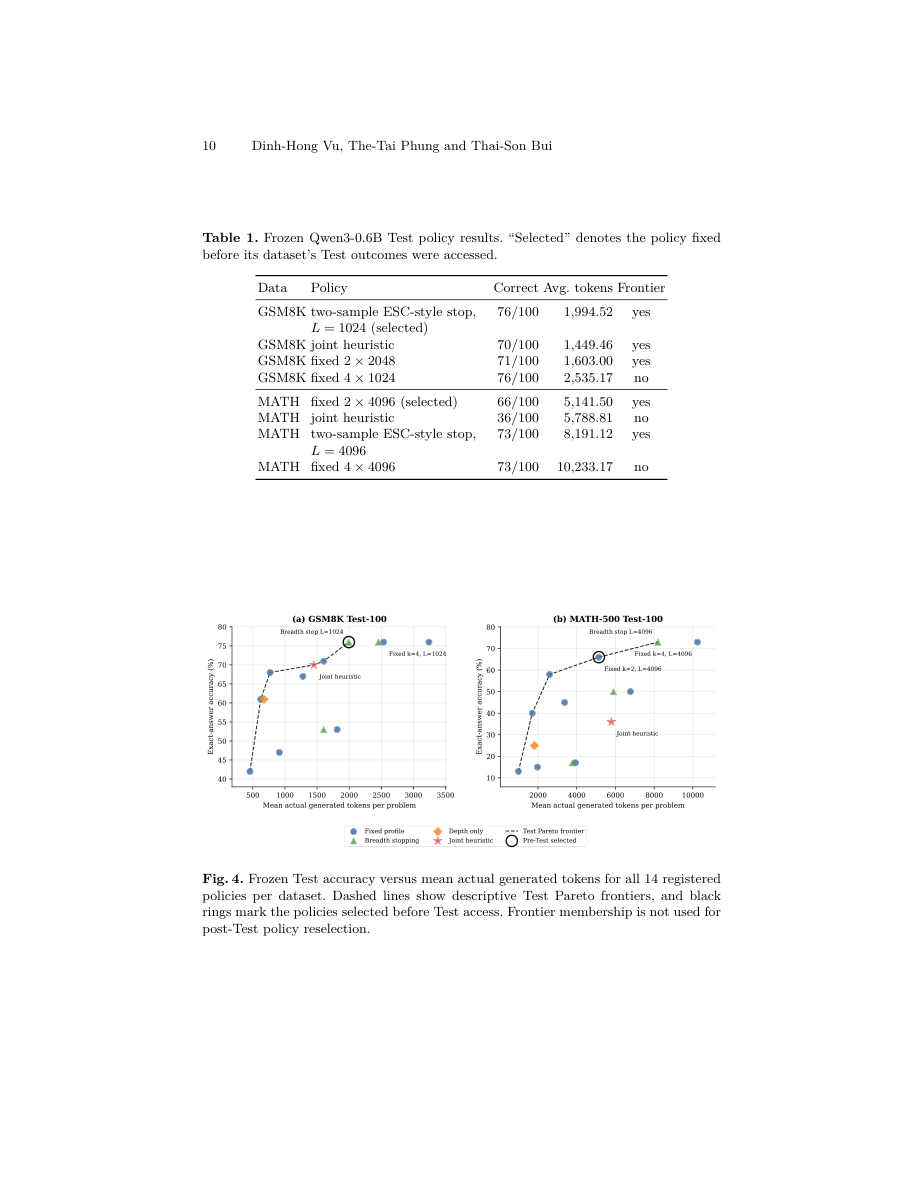 10 Dinh-Hong Vu, The-Tai Phung and Thai-Son Bui
Table 1. Frozen Qwen3-0.6B Test policy results. “Selected” denotes the policy fixed
before its dataset’s Test outcomes were accessed.
Data Policy Correct Avg. tokens Frontier
GSM8K two-sample ESC-style stop, 76/100 1,994.52 yes
L = 1024 (selected)
GSM8K joint heuristic 70/100 1,449.46 yes
GSM8K fixed 2 × 2048 71/100 1,603.00 yes
GSM8K fixed 4 × 1024 76/100 2,535.17 no
MATH fixed 2 × 4096 (selected) 66/100 5,141.50 yes
MATH joint heuristic 36/100 5,788.81 no
MATH two-sample ESC-style stop, 73/100 8,191.12 yes
L = 4096
MATH fixed 4 × 4096 73/100 10,233.17 no
(a) GSM8K Test-100
80
75
70
65
60
55
50
45
40
Exact-answer accuracy (%)
Breadth stop L=1024
Fixed k=4, L=1024
Joint heuristic
500 1000 1500 2000 2500 3000 3500
Mean actual generated tokens per problem
(b) MATH-500 Test-100
80
70
60
50
40
30
20
10
Exact-answer accuracy (%)
Breadth stop L=4096
Fixed k=4, L=4096
Fixed k=2, L=4096
Joint heuristic
2000 4000 6000 8000 10000
Mean actual generated tokens per problem
Fixed profile Depth only Test Pareto frontier
Breadth stopping Joint heuristic Pre-Test selected
Fig. 4. Frozen Test accuracy versus mean actual generated tokens for all 14 registered
policies per dataset. Dashed lines show descriptive Test Pareto frontiers, and black
rings mark the policies selected before Test access. Frontier membership is not used for
post-Test policy reselection.